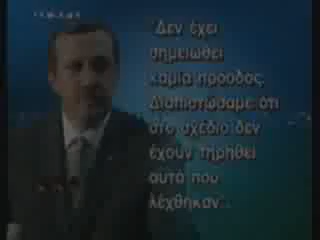 "Δεν έχει
σημειωθεί
καμία πρόοδος.
Διαπιστώσαμε ότι
στο σχέδιο δεν
έχουν τηρηθεί
αυτά που
λέχθηκαν".